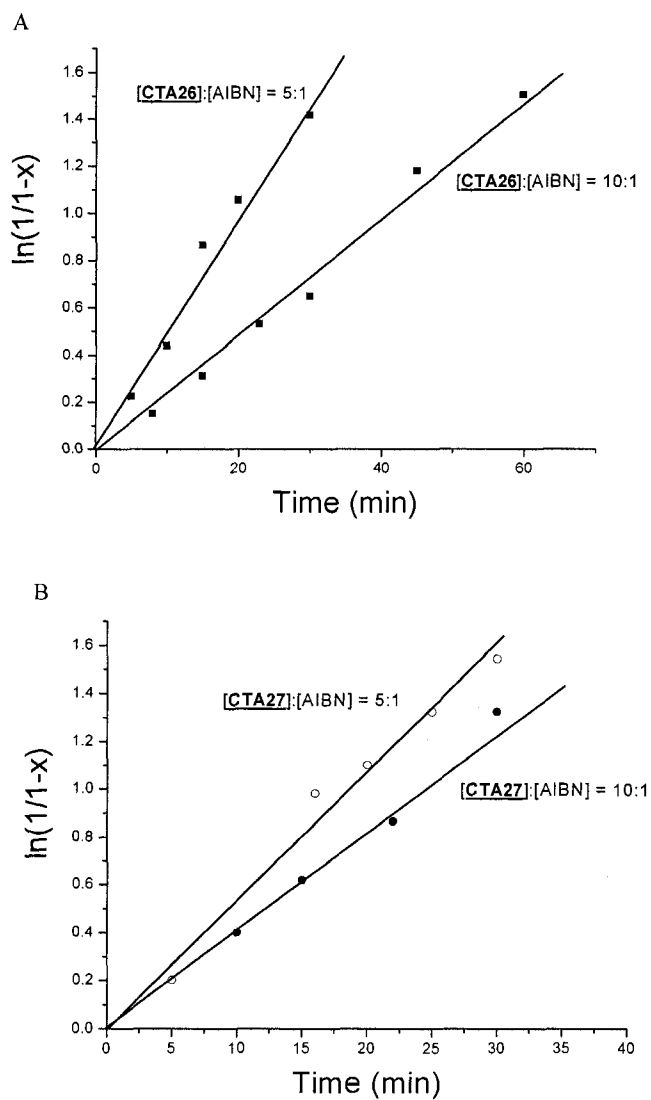 A
1.6
1.4
1.2
1.0
0.8
0.6
0.4
0.2
0.0
ln(1/1-x)
[CTA26]:[AIBN] = 5:1
[CTA26]:[AIBN] = 10:1
0 20 40 60
Time (min)
B
1.6
1.4
1.2
1.0
0.8
0.6
0.4
0.2
0.0
ln(1/1-x)
[CTA27]:[AIBN] = 5:1
[CTA27]:[AIBN] = 10:1
0 5 10 15 20 25 30 35 40
Time (min)